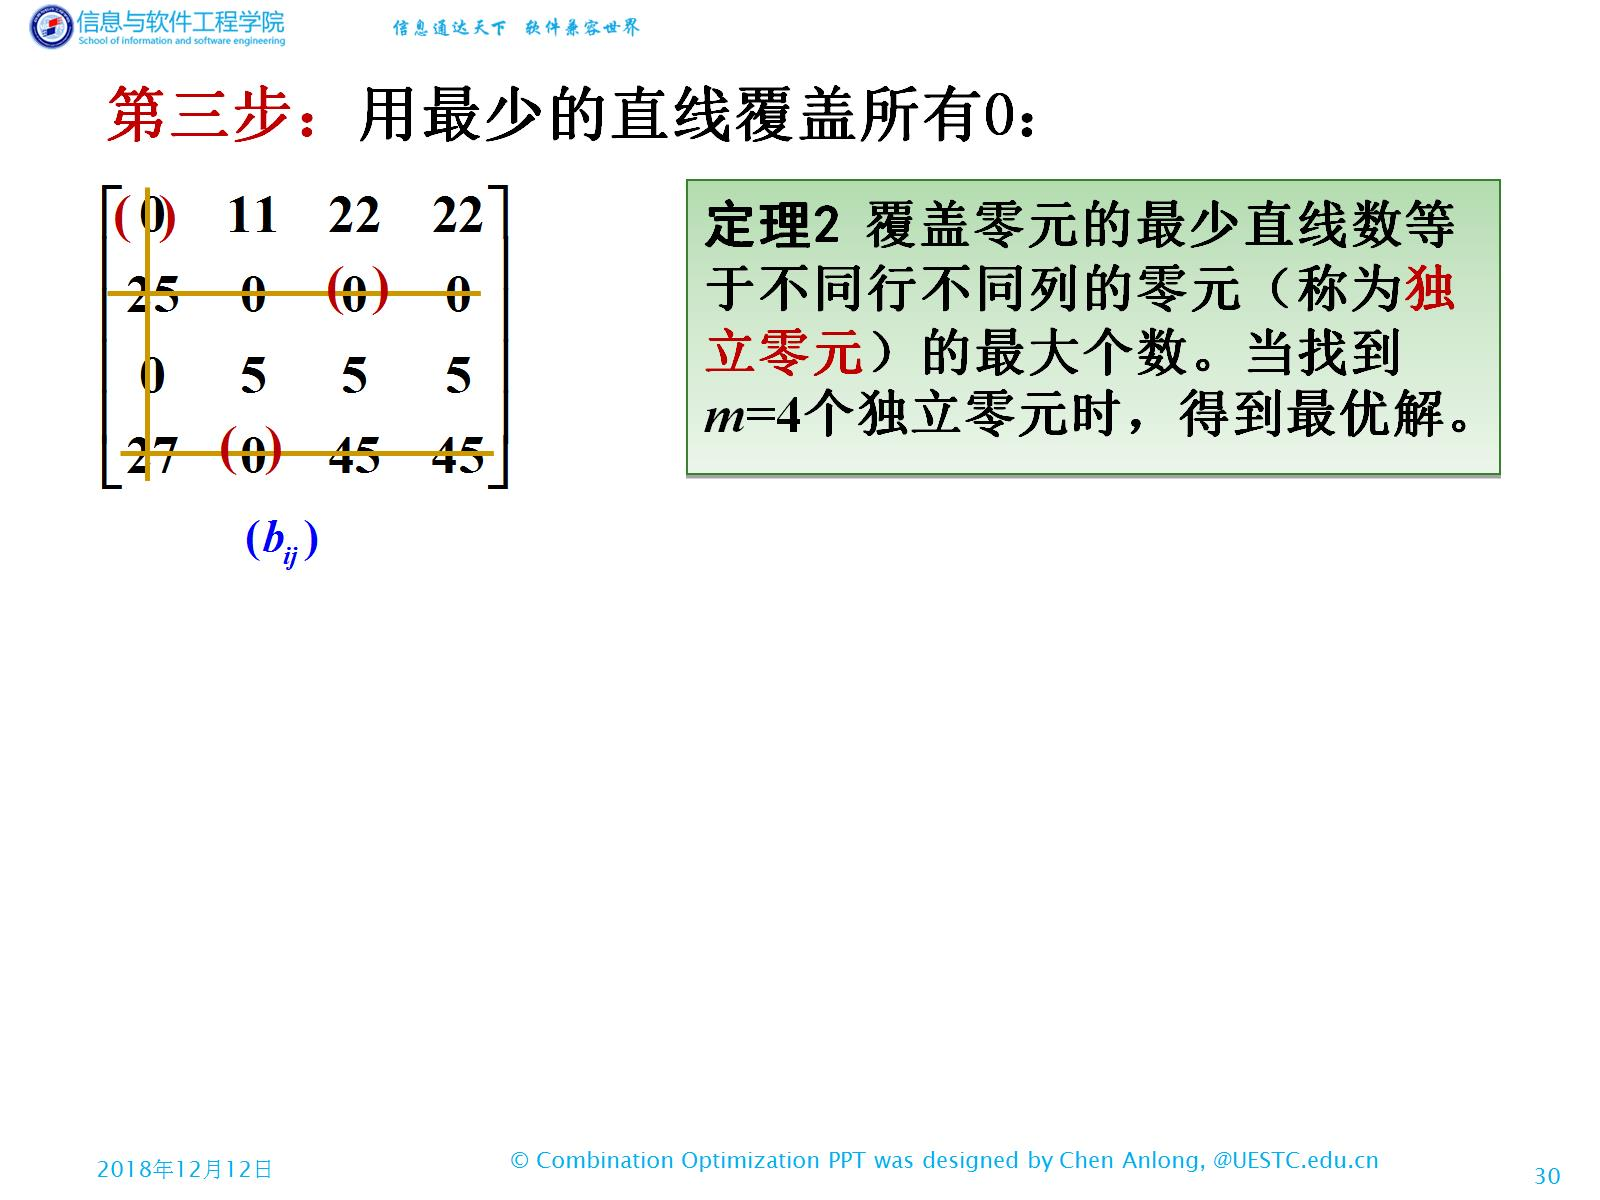 信息与软件工程学院
School of information and software engineering
信息通达天下 软件兼容世界
第三步：用最少的直线覆盖所有0：
(0) 11 22 22
25 0 (0) 0
0 5 5 5
27 (0) 45 45
(bij)
定理2 覆盖零元的最少直线数等
于不同行不同列的零元（称为独
立零元）的最大个数。当找到
m=4个独立零元时，得到最优解。
2018年12月12日
© Combination Optimization PPT was designed by Chen Anlong, @UESTC.edu.cn
30